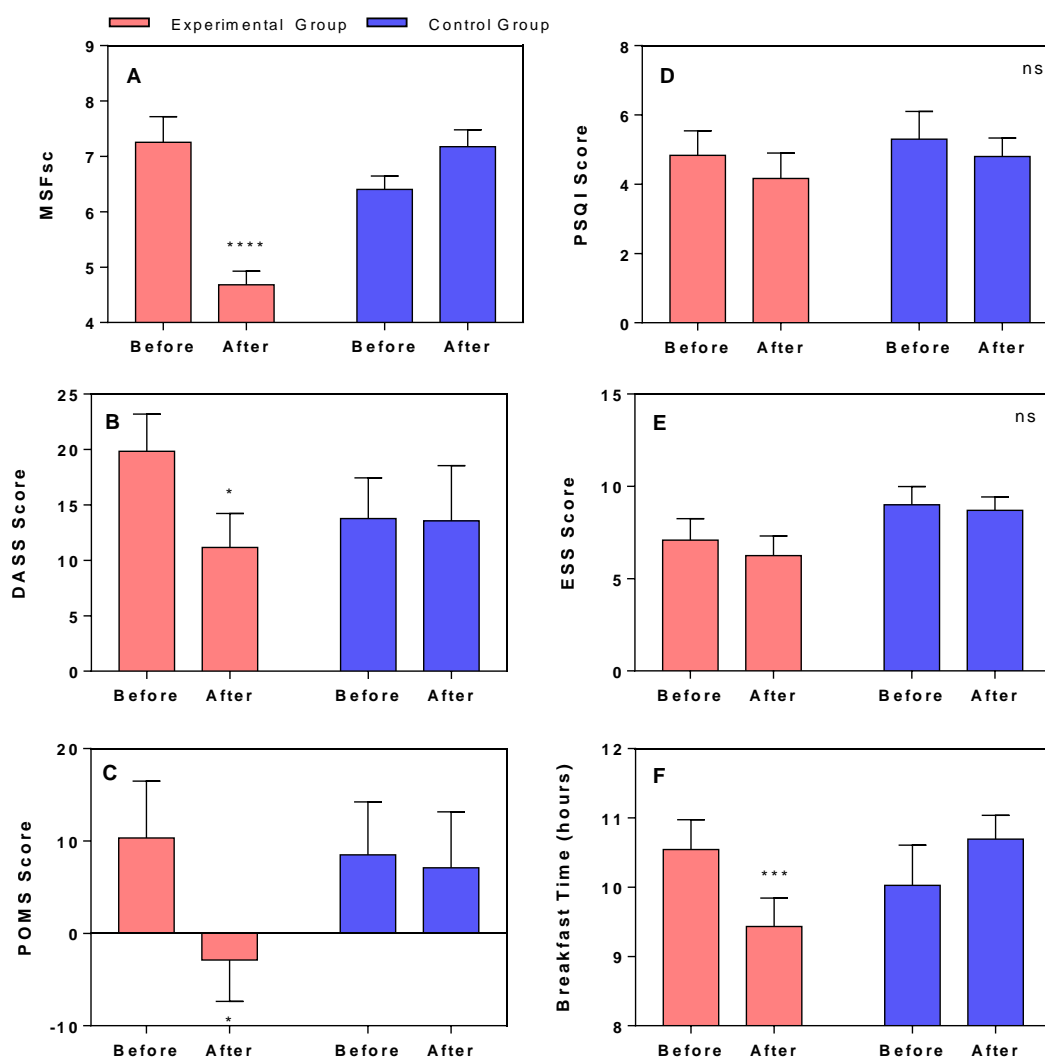 Experimental Group Control Group
A
MSFsc
9
8
7
6
5
4
****
Before After Before After
D
ns
PSQI Score
8
6
4
2
0
Before After Before After
B
DASS Score
25
20
15
10
5
0
*
Before After Before After
E
ns
ESS Score
15
10
5
0
Before After Before After
C
POMS Score
20
10
0
-10
*
Before After Before After
F
Breakfast Time (hours)
12
11
10
9
8
***
Before After Before After